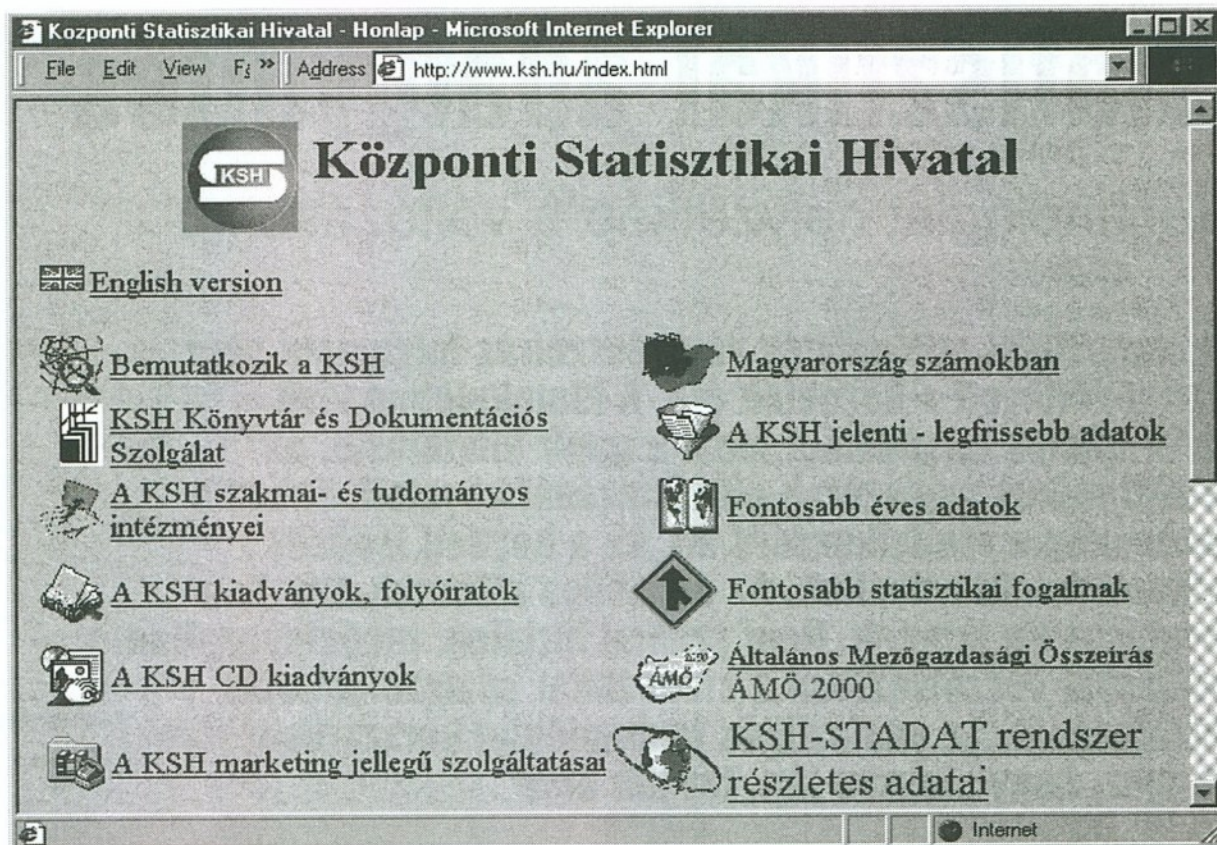 Kozponti Statisztikai Hivatal - Honlap - Microsoft Internet Explorer
File Edit View Address http://www.ksh.hu/index.html
KSH
Központi Statisztikai Hivatal
English version
Bemutatkozik a KSH
KSH Könyvtár és Dokumentációs
Szolgálat
A KSH szakmai- és tudományos
intézményei
A KSH kiadványok, folyóiratok
A KSH CD kiadványok
A KSH marketing jellegű szolgáltatásai
Magyarország számokban
A KSH jelenti - legfrissebb adatok
Fontosabb éves adatok
Fontosabb statisztikai fogalmak
2000
ÁMÖ
Általános Mezőgazdasági Összeírás
ÁMÖ 2000
KSH-STADAT rendszer
részletes adatai
Internet